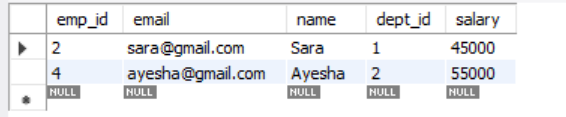 emp_id email name dept_id salary
2 sara@gmail.com Sara 1 45000
4 ayesha@gmail.com Ayesha 2 55000
NULL NULL NULL NULL NULL